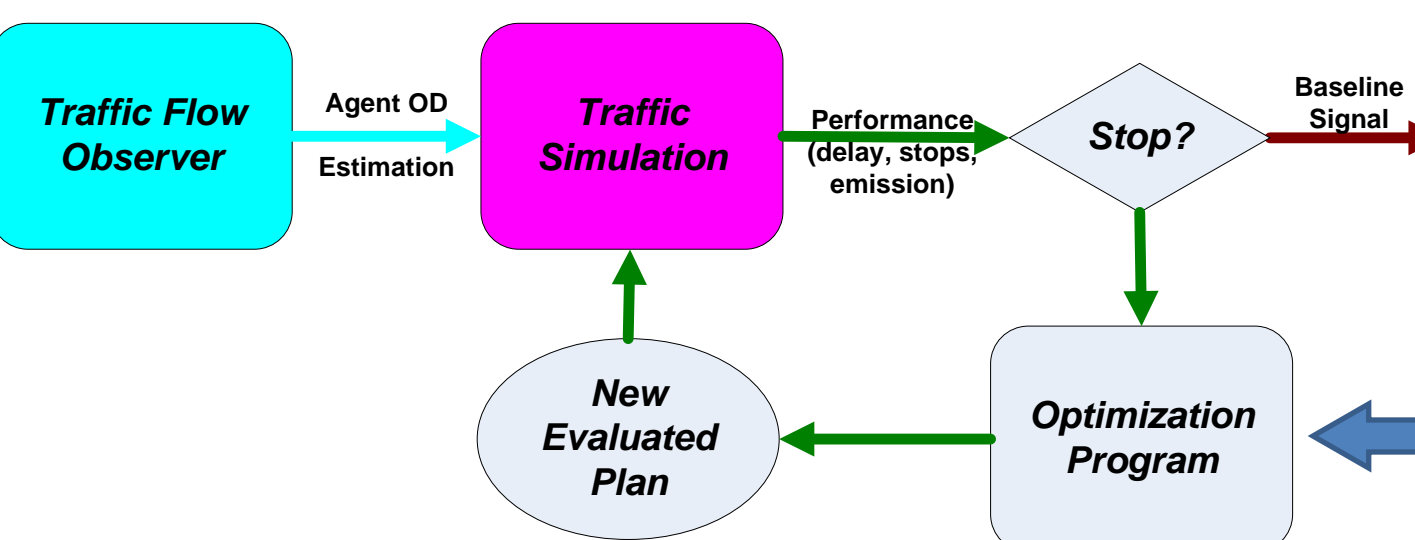 Traffic Flow
Observer
Agent OD
Estimation
Traffic
Simulation
Performance
(delay, stops,
emission)
Stop?
Baseline
Signal
New
Evaluated
Plan
Optimization
Program